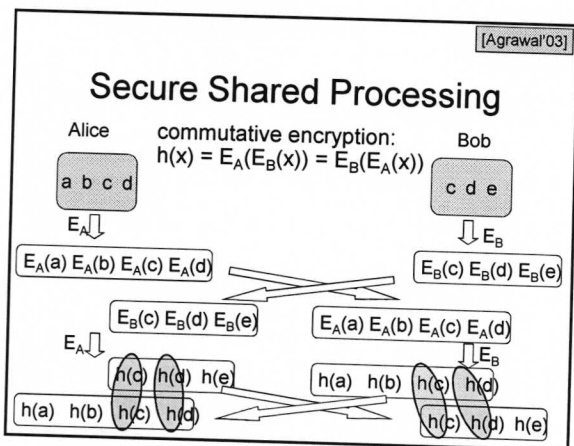 [Agrawal'03]
Secure Shared Processing
Alice
commutative encryption:
h(x) = E_A(E_B(x)) = E_B(E_A(x))
Bob
a b c d
c d e
E_A
E_B
E_A(a) E_A(b) E_A(c) E_A(d)
E_B(c) E_B(d) E_B(e)
E_B(c) E_B(d) E_B(e)
E_A(a) E_A(b) E_A(c) E_A(d)
E_A
E_B
h(c) h(d) h(e)
h(a) h(b) h(c) h(d)
h(a) h(b) h(c) h(d)
h(c) h(d) h(e)